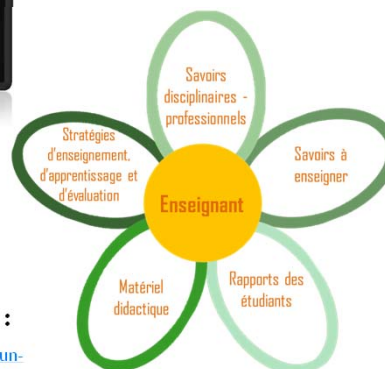 Savoirs
disciplinaires -
professionnels
Stratégies
d'enseignement,
d'apprentissage et
d'évaluation
Savoirs à
enseigner
Enseignant
Matériel
didactique
Rapports des
étudiants
:
un-